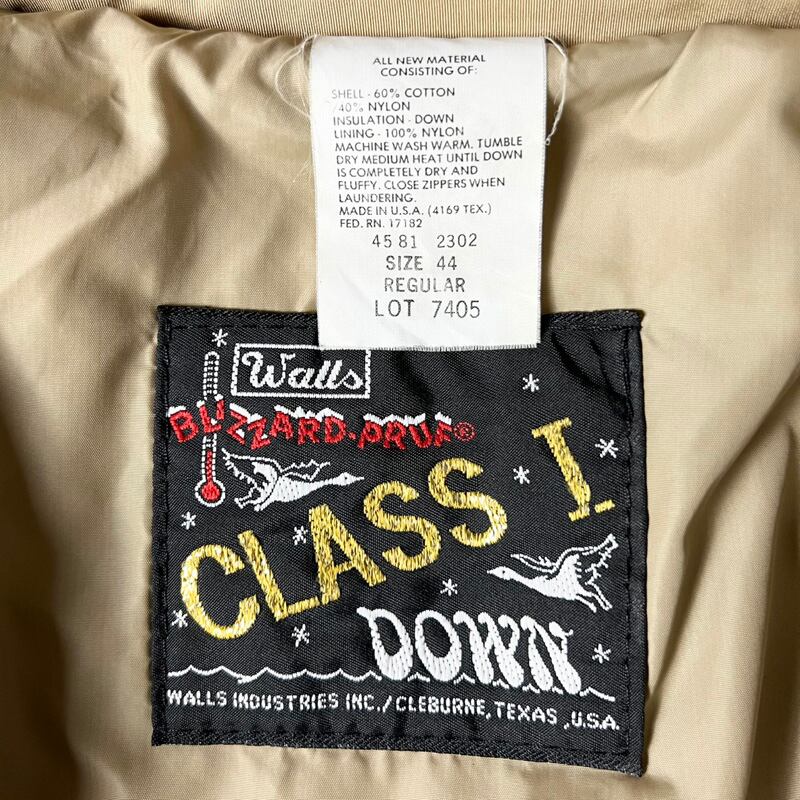 ALL NEW MATERIAL
CONSISTING OF:
SHELL - 60% COTTON
40% NYLON
INSULATION - DOWN
LINING - 100% NYLON
MACHINE WASH WARM. TUMBLE
DRY MEDIUM HEAT UNTIL DOWN
IS COMPLETELY DRY AND
FLUFFY. CLOSE ZIPPERS WHEN
LAUNDERING.
MADE IN U.S.A. (4169 TEX.)
FED. RN. 17182
4581 2302
SIZE 44
REGULAR
LOT 7405
Walls
BLIZZARD-PRUF®
CLASS I
DOWN
WALLS INDUSTRIES INC./CLEBURNE, TEXAS, U.S.A.